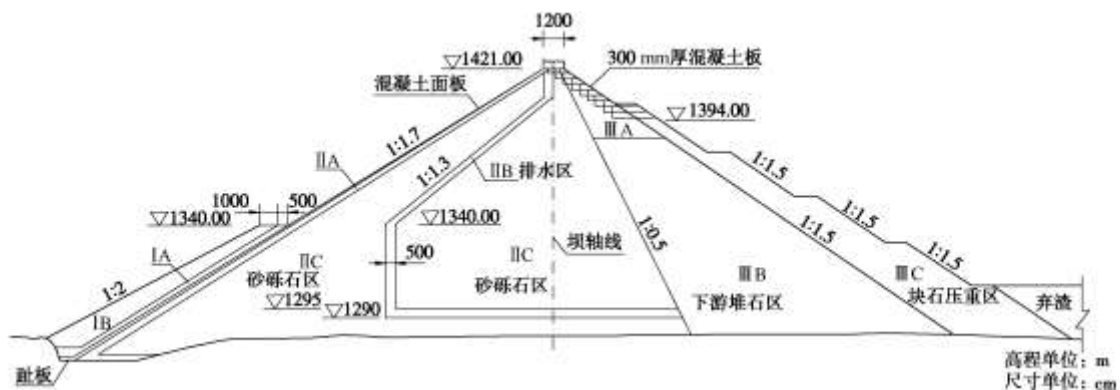 1200
▽1421.00
300 mm厚混凝土板
混凝土面板
▽1394.00
1:1.7
ⅢA
ⅡA
1:1.3
ⅡB 排水区
1:1.5
1000
500
▽1340.00
▽1340.00
1:0.5
1:1.5
ⅠA
500
ⅡC
砂砾石区
ⅡC
砂砾石区
坝轴线
1:1.5
1:1.5
1:2
ⅢB
下游堆石区
ⅢC
块石压重区
ⅠB
▽1295
▽1290
弃渣
趾板
高程单位：m
尺寸单位：cm